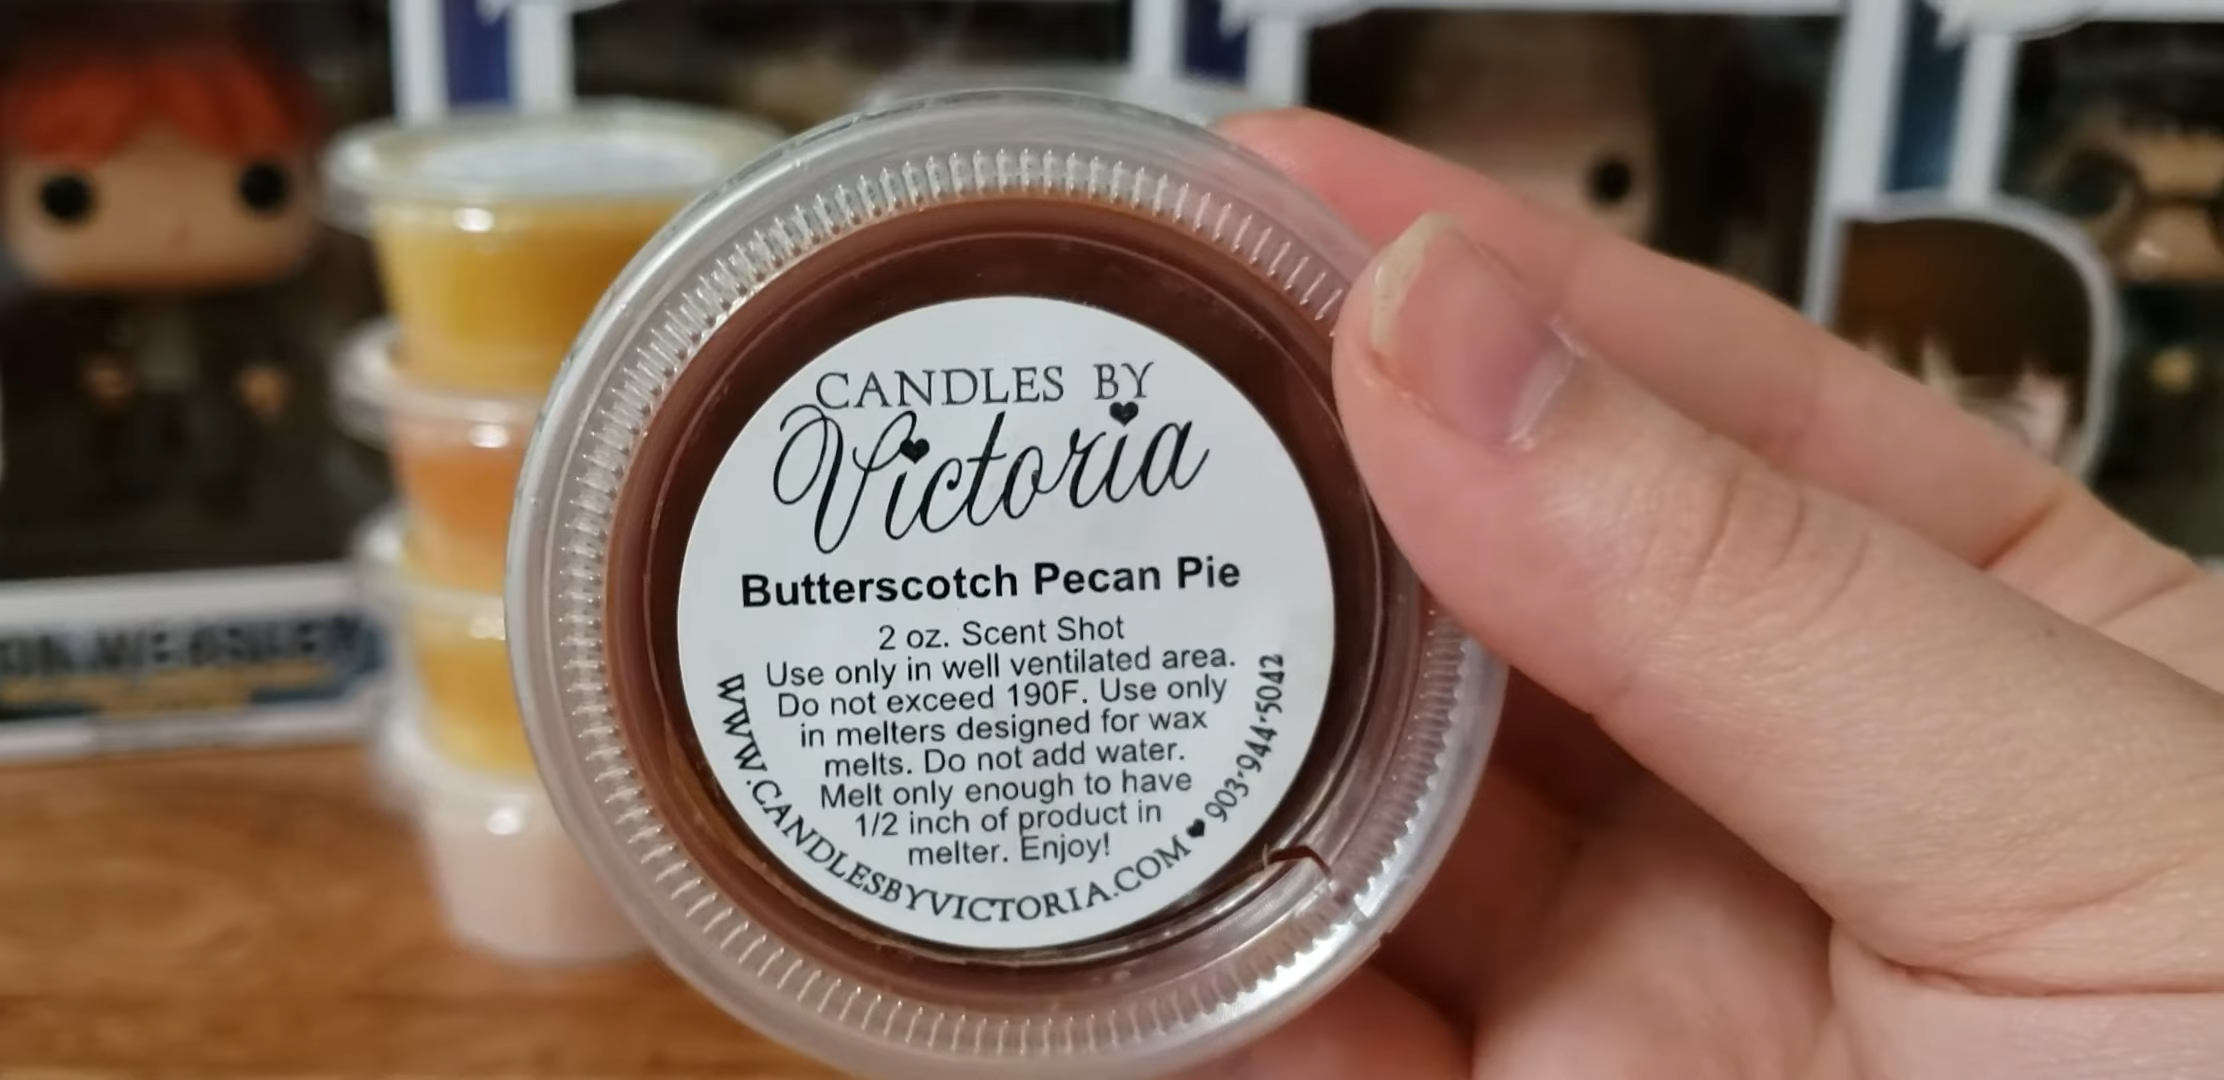 CANDLES BY
Victoria
Butterscotch Pecan Pie
2 oz. Scent Shot
Use only in well ventilated area.
Do not exceed 190F. Use only
in melters designed for wax
melts. Do not add water.
Melt only enough to have
1/2 inch of product in
melter. Enjoy!
WWW.CANDLESBYVICTORIA.COM ♥ 903-944-5042